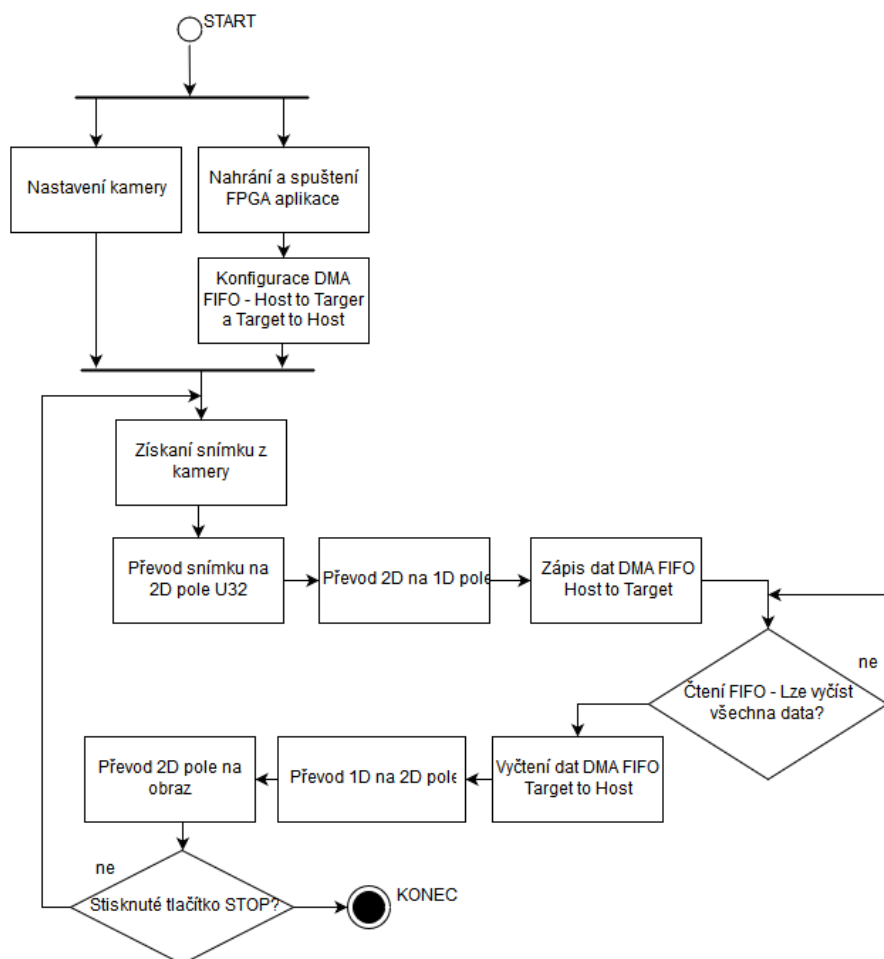 START
Nastavení kamery
Nahrání a spuštění
FPGA aplikace
Konfigurace DMA
FIFO - Host to Targer
a Target to Host
Získaní snímku z
kamery
Převod snímku na
2D pole U32
Převod 2D na 1D pole
Zápis dat DMA FIFO
Host to Target
ne
Čtení FIFO - Lze vyčíst
všechna data?
Vyčtení dat DMA FIFO
Target to Host
Převod 1D na 2D pole
Převod 2D pole na
obraz
ne
Stisknuté tlačítko STOP?
KONEC